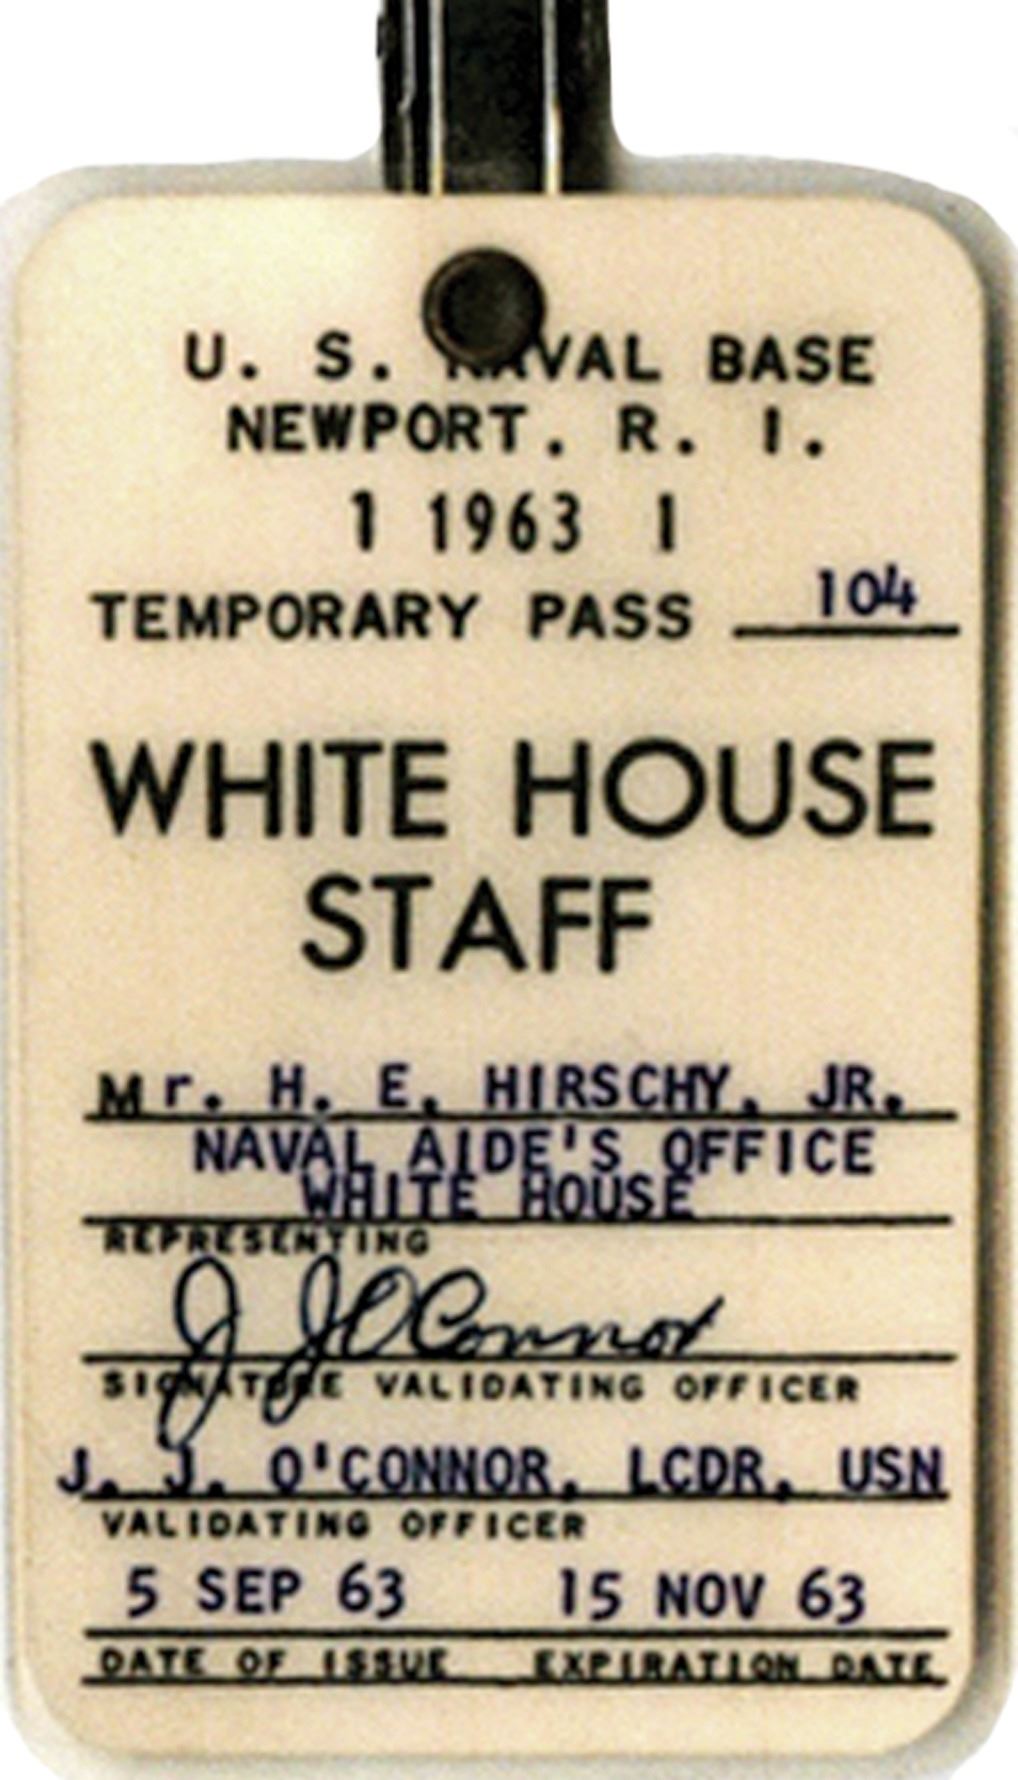 U. S. NAVAL BASE
NEWPORT, R. I.
1 1963 1
TEMPORARY PASS 104
WHITE HOUSE
STAFF
Mr. H. E. HIRSCHY, JR.
NAVAL AIDE'S OFFICE
WHITE HOUSE
REPRESENTING
J J O'Connor
SIGNATURE VALIDATING OFFICER
J. J. O'CONNOR, LCDR, USN
VALIDATING OFFICER
5 SEP 63 15 NOV 63
DATE OF ISSUE EXPIRATION DATE